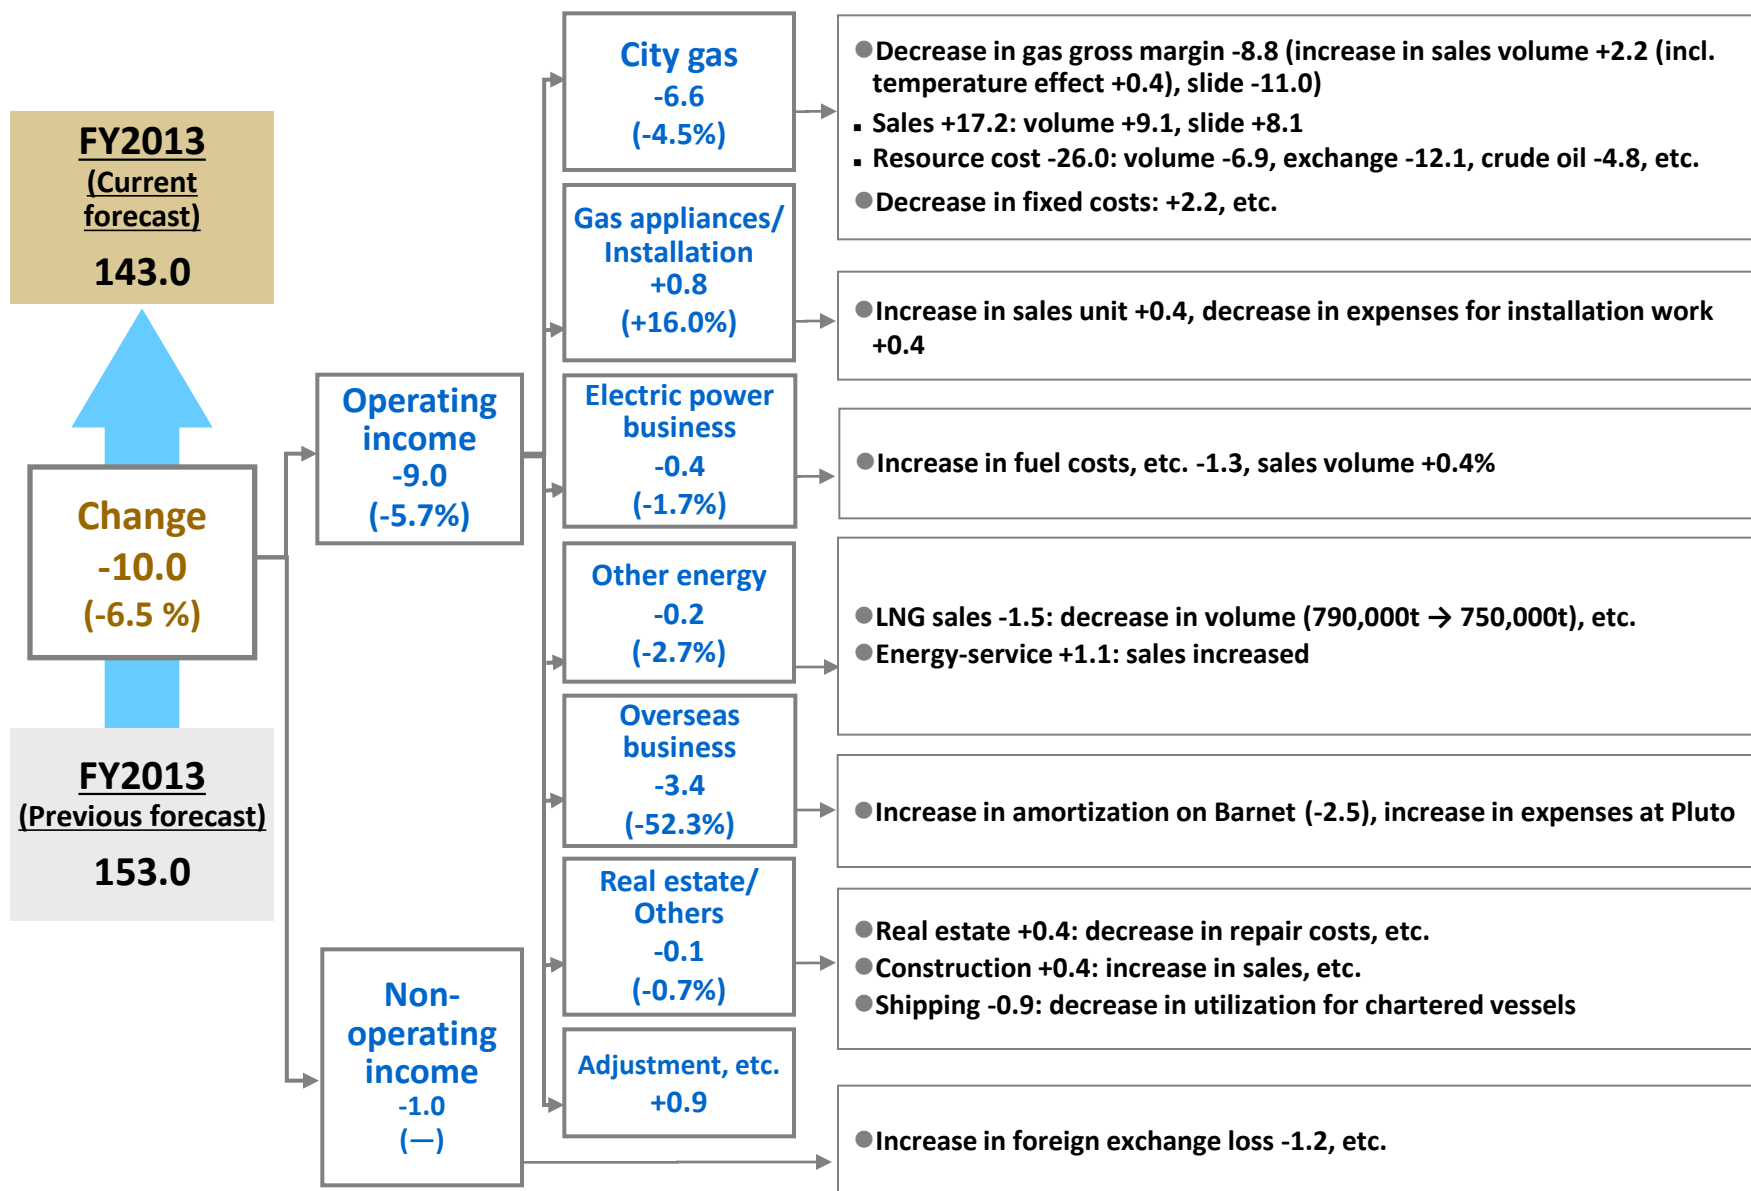 FY2013
(Current
forecast)
143.0
Change
-10.0
(-6.5 %)
FY2013
(Previous forecast)
153.0
Operating
income
-9.0
(-5.7%)
Non-
operating
income
-1.0
(—)
City gas
-6.6
(-4.5%)
Gas appliances/
Installation
+0.8
(+16.0%)
Electric power
business
-0.4
(-1.7%)
Other energy
-0.2
(-2.7%)
Overseas
business
-3.4
(-52.3%)
Real estate/
Others
-0.1
(-0.7%)
Adjustment, etc.
+0.9
●Decrease in gas gross margin -8.8 (increase in sales volume +2.2 (incl.
temperature effect +0.4), slide -11.0)
▪ Sales +17.2: volume +9.1, slide +8.1
▪ Resource cost -26.0: volume -6.9, exchange -12.1, crude oil -4.8, etc.
●Decrease in fixed costs: +2.2, etc.
●Increase in sales unit +0.4, decrease in expenses for installation work
+0.4
●Increase in fuel costs, etc. -1.3, sales volume +0.4%
●LNG sales -1.5: decrease in volume (790,000t → 750,000t), etc.
●Energy-service +1.1: sales increased
●Increase in amortization on Barnet (-2.5), increase in expenses at Pluto
●Real estate +0.4: decrease in repair costs, etc.
●Construction +0.4: increase in sales, etc.
●Shipping -0.9: decrease in utilization for chartered vessels
●Increase in foreign exchange loss -1.2, etc.